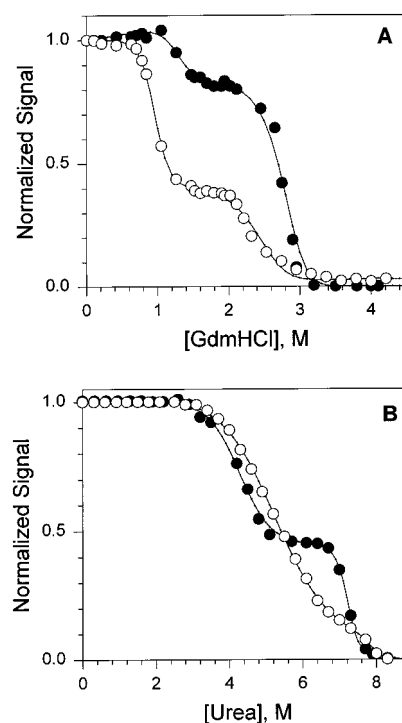 A
Normalized Signal
1.0
0.5
0.0
0 1 2 3 4
[GdmHCl], M
B
Normalized Signal
1.0
0.5
0.0
0 2 4 6 8
[Urea], M